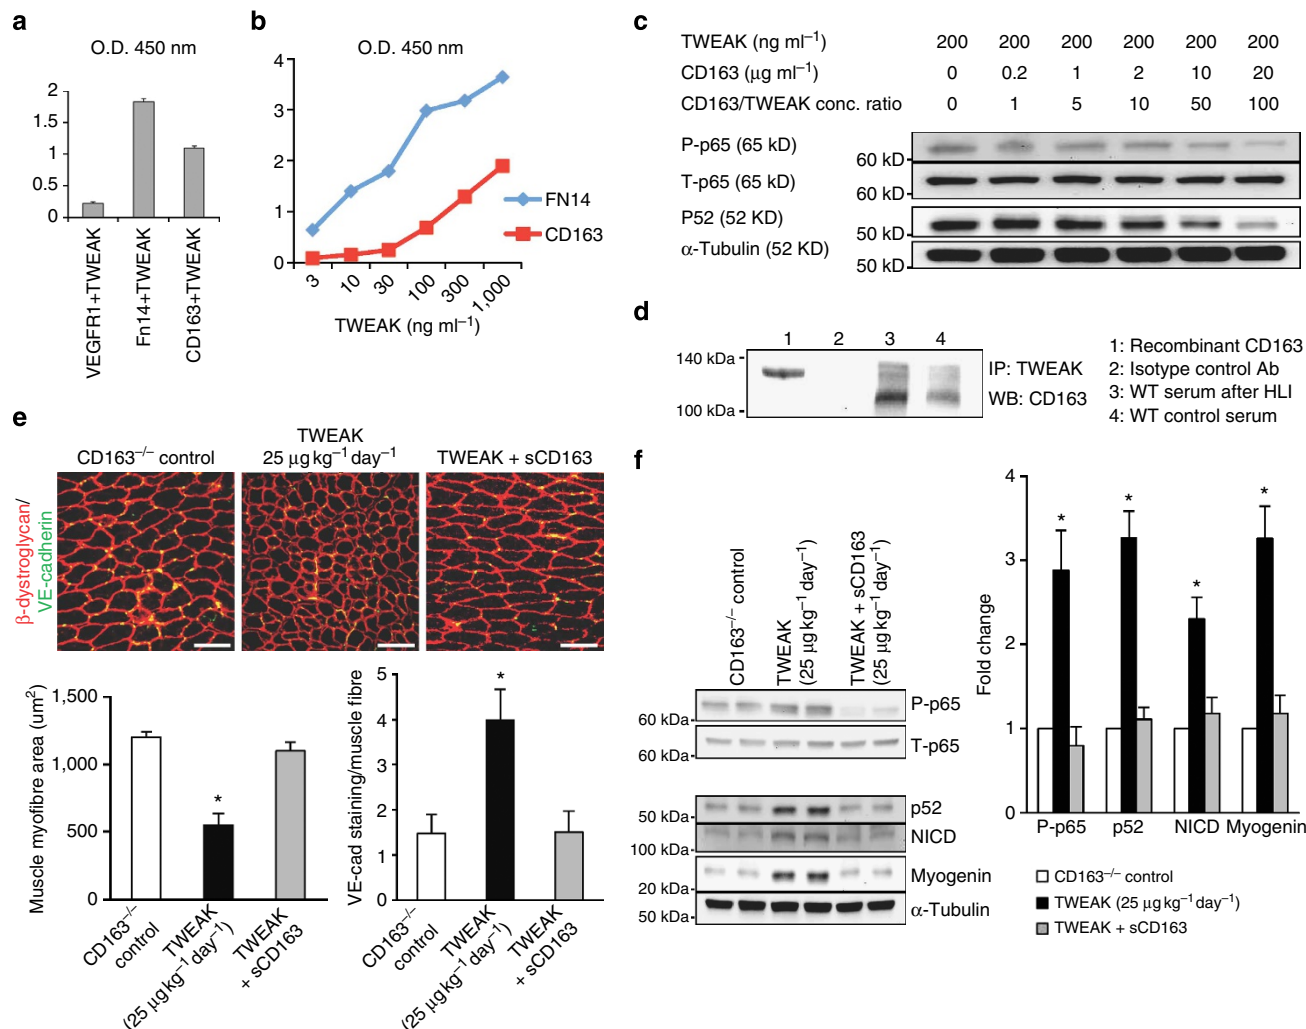 a
O.D. 450 nm
2
1.5
1
0.5
0
VEGFR1+TWEAK
Fn14+TWEAK
CD163+TWEAK
b
O.D. 450 nm
4
3
2
1
0
3
10
30
100
300
1,000
TWEAK (ng ml⁻¹)
FN14
CD163
c
TWEAK (ng ml⁻¹) 200 200 200 200 200 200
CD163 (μg ml⁻¹) 0 0.2 1 2 10 20
CD163/TWEAK conc. ratio 0 1 5 10 50 100
P-p65 (65 kD)
60 kD
T-p65 (65 kD)
60 kD
P52 (52 KD)
50 kD
α-Tubulin (52 KD)
50 kD
d
1 2 3 4
140 kDa
100 kDa
IP: TWEAK
WB: CD163
1: Recombinant CD163
2: Isotype control Ab
3: WT serum after HLI
4: WT control serum
e
CD163⁻/⁻ control
TWEAK
25 μg kg⁻¹ day⁻¹
TWEAK + sCD163
β-dystroglycan/
VE-cadherin
Muscle myofibre area (um²)
1,500
1,000
500
0
*
CD163⁻/⁻
control
TWEAK
(25 μg kg⁻¹ day⁻¹)
TWEAK
+ sCD163
VE-cad staining/muscle fibre
5
4
3
2
1
0
*
CD163⁻/⁻
control
TWEAK
(25 μg kg⁻¹ day⁻¹)
TWEAK
+ sCD163
f
CD163⁻/⁻ control
TWEAK
(25 μg kg⁻¹ day⁻¹)
TWEAK + sCD163
(25 μg kg⁻¹ day⁻¹)
P-p65
60 kDa
T-p65
60 kDa
p52
50 kDa
NICD
100 kDa
Myogenin
20 kDa
α-Tubulin
50 kDa
Fold change
4
3
2
1
0
*
*
*
*
P-p65 p52 NICD Myogenin
CD163⁻/⁻ control
TWEAK (25 μg kg⁻¹ day⁻¹)
TWEAK + sCD163